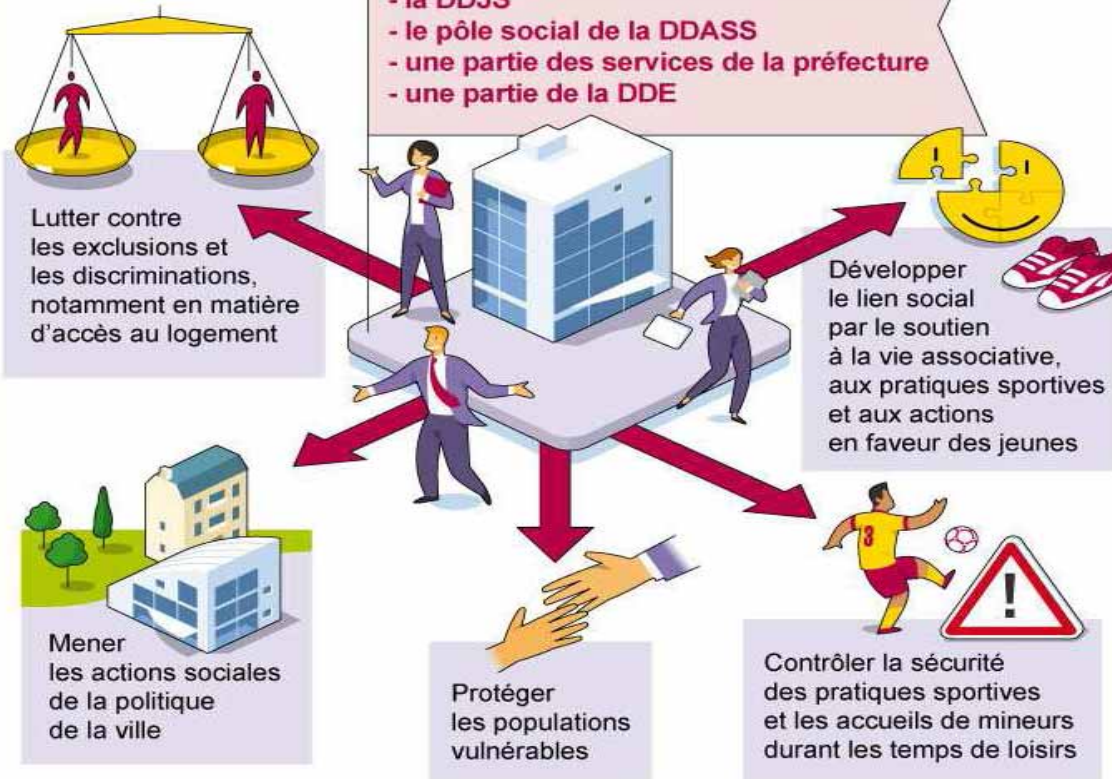 - la DDJS
- le pôle social de la DDASS
- une partie des services de la préfecture
- une partie de la DDE
Lutter contre
les exclusions et
les discriminations,
notamment en matière
d'accès au logement
Développer
le lien social
par le soutien
à la vie associative,
aux pratiques sportives
et aux actions
en faveur des jeunes
Mener
les actions sociales
de la politique
de la ville
Protéger
les populations
vulnérables
3
!
Contrôler la sécurité
des pratiques sportives
et les accueils de mineurs
durant les temps de loisirs